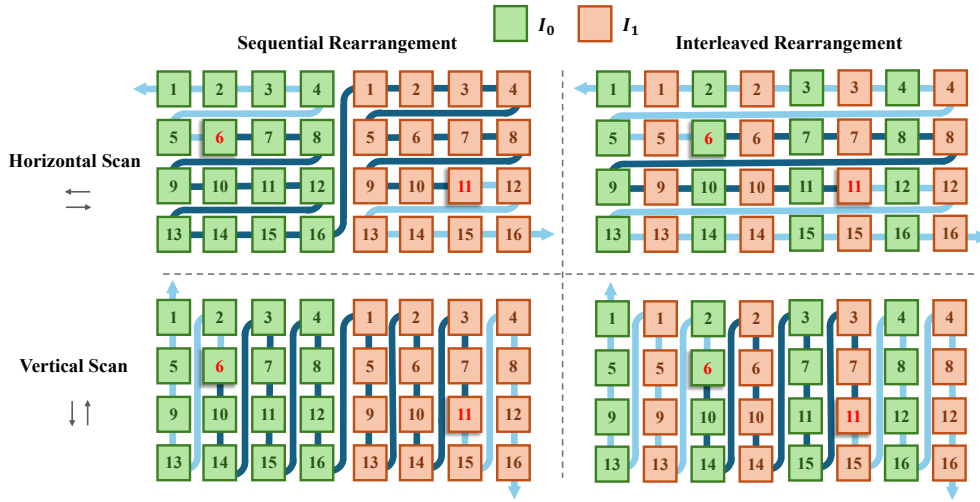 I₀ I₁
Sequential Rearrangement Interleaved Rearrangement
Horizontal Scan
1 2 3 4 1 2 3 4
5 6 7 8 5 6 7 8
9 10 11 12 9 10 11 12
13 14 15 16 13 14 15 16
1 1 2 2 3 3 4 4
5 5 6 6 7 7 8 8
9 9 10 10 11 11 12 12
13 13 14 14 15 15 16 16
Vertical Scan
1 2 3 4 1 2 3 4
5 6 7 8 5 6 7 8
9 10 11 12 9 10 11 12
13 14 15 16 13 14 15 16
1 1 2 2 3 3 4 4
5 5 6 6 7 7 8 8
9 9 10 10 11 11 12 12
13 13 14 14 15 15 16 16